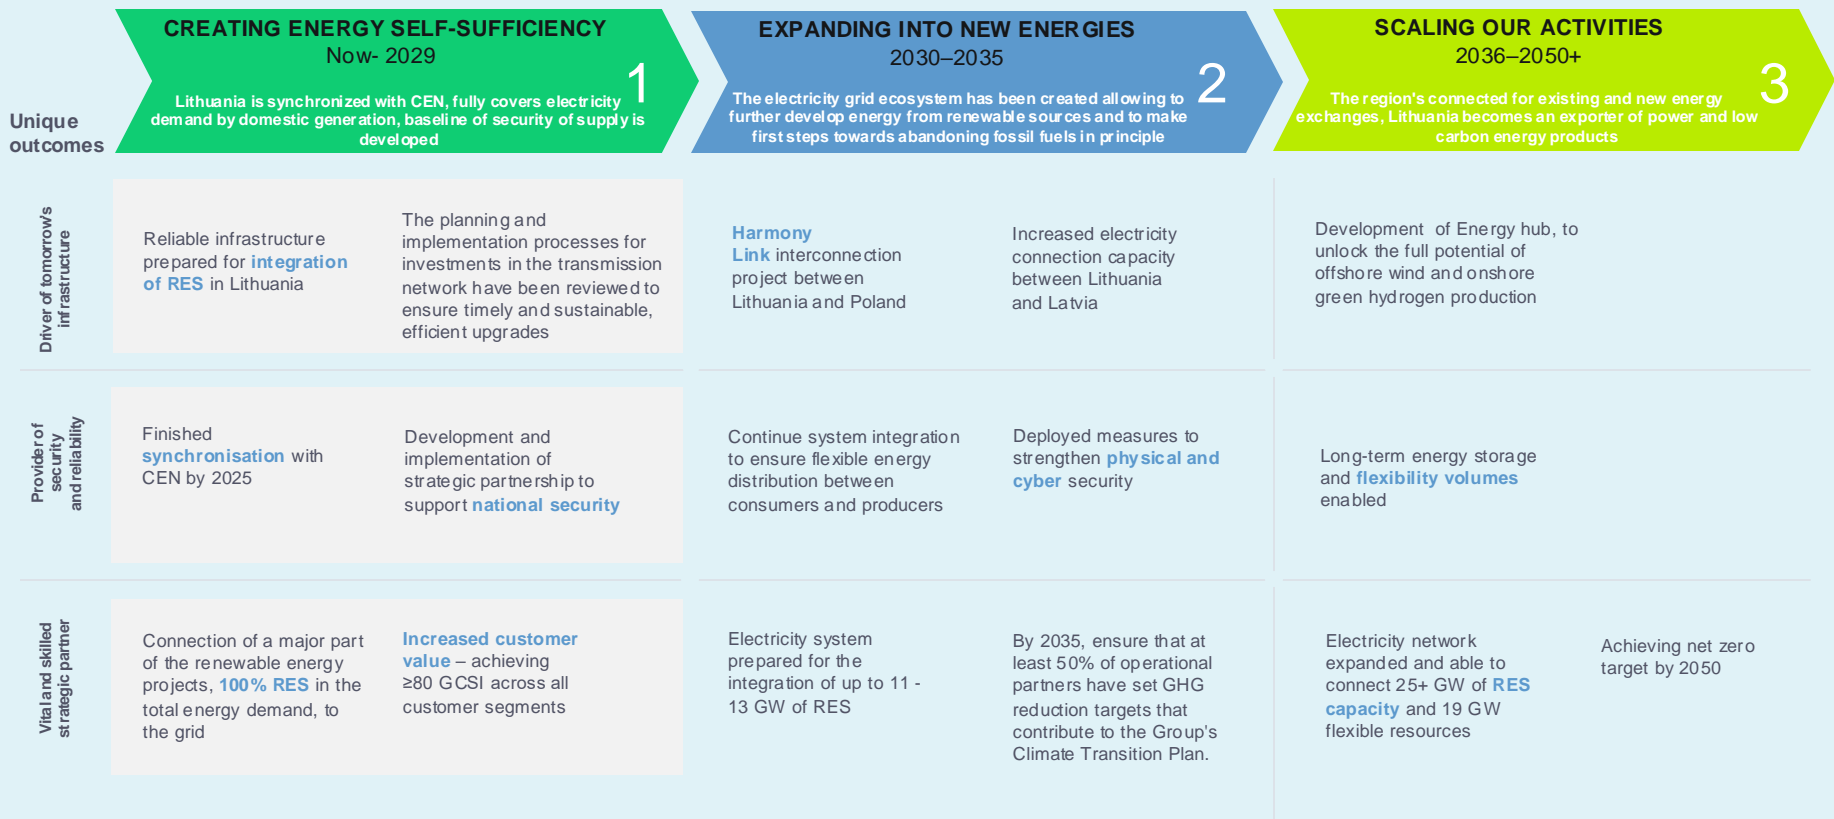 CREATING ENERGY SELF-SUFFICIENCY
Now- 2029
1
Lithuania is synchronized with CEN, fully covers electricity
demand by domestic generation, baseline of security of supply is
developed
EXPANDING INTO NEW ENERGIES
2030–2035
2
The electricity grid ecosystem has been created allowing to
further develop energy from renewable sources and to make
first steps towards abandoning fossil fuels in principle
SCALING OUR ACTIVITIES
2036–2050+
3
The region's connected for existing and new energy
exchanges, Lithuania becomes an exporter of power and low
carbon energy products
Unique
outcomes
Driver of tomorrow's
infrastructure
Reliable infrastructure
prepared for integration
of RES in Lithuania
The planning and
implementation processes for
investments in the transmission
network have been reviewed to
ensure timely and sustainable,
efficient upgrades
Harmony
Link interconnection
project between
Lithuania and Poland
Increased electricity
connection capacity
between Lithuania
and Latvia
Development of Energy hub, to
unlock the full potential of
offshore wind and onshore
green hydrogen production
Provider of
security
and reliability
Finished
synchronisation with
CEN by 2025
Development and
implementation of
strategic partnership to
support national security
Continue system integration
to ensure flexible energy
distribution between
consumers and producers
Deployed measures to
strengthen physical and
cyber security
Long-term energy storage
and flexibility volumes
enabled
Vital and skilled
strategic partner
Connection of a major part
of the renewable energy
projects, 100% RES in the
total energy demand, to
the grid
Increased customer
value – achieving
≥80 GCSI across all
customer segments
Electricity system
prepared for the
integration of up to 11 -
13 GW of RES
By 2035, ensure that at
least 50% of operational
partners have set GHG
reduction targets that
contribute to the Group's
Climate Transition Plan.
Electricity network
expanded and able to
connect 25+ GW of RES
capacity and 19 GW
flexible resources
Achieving net zero
target by 2050